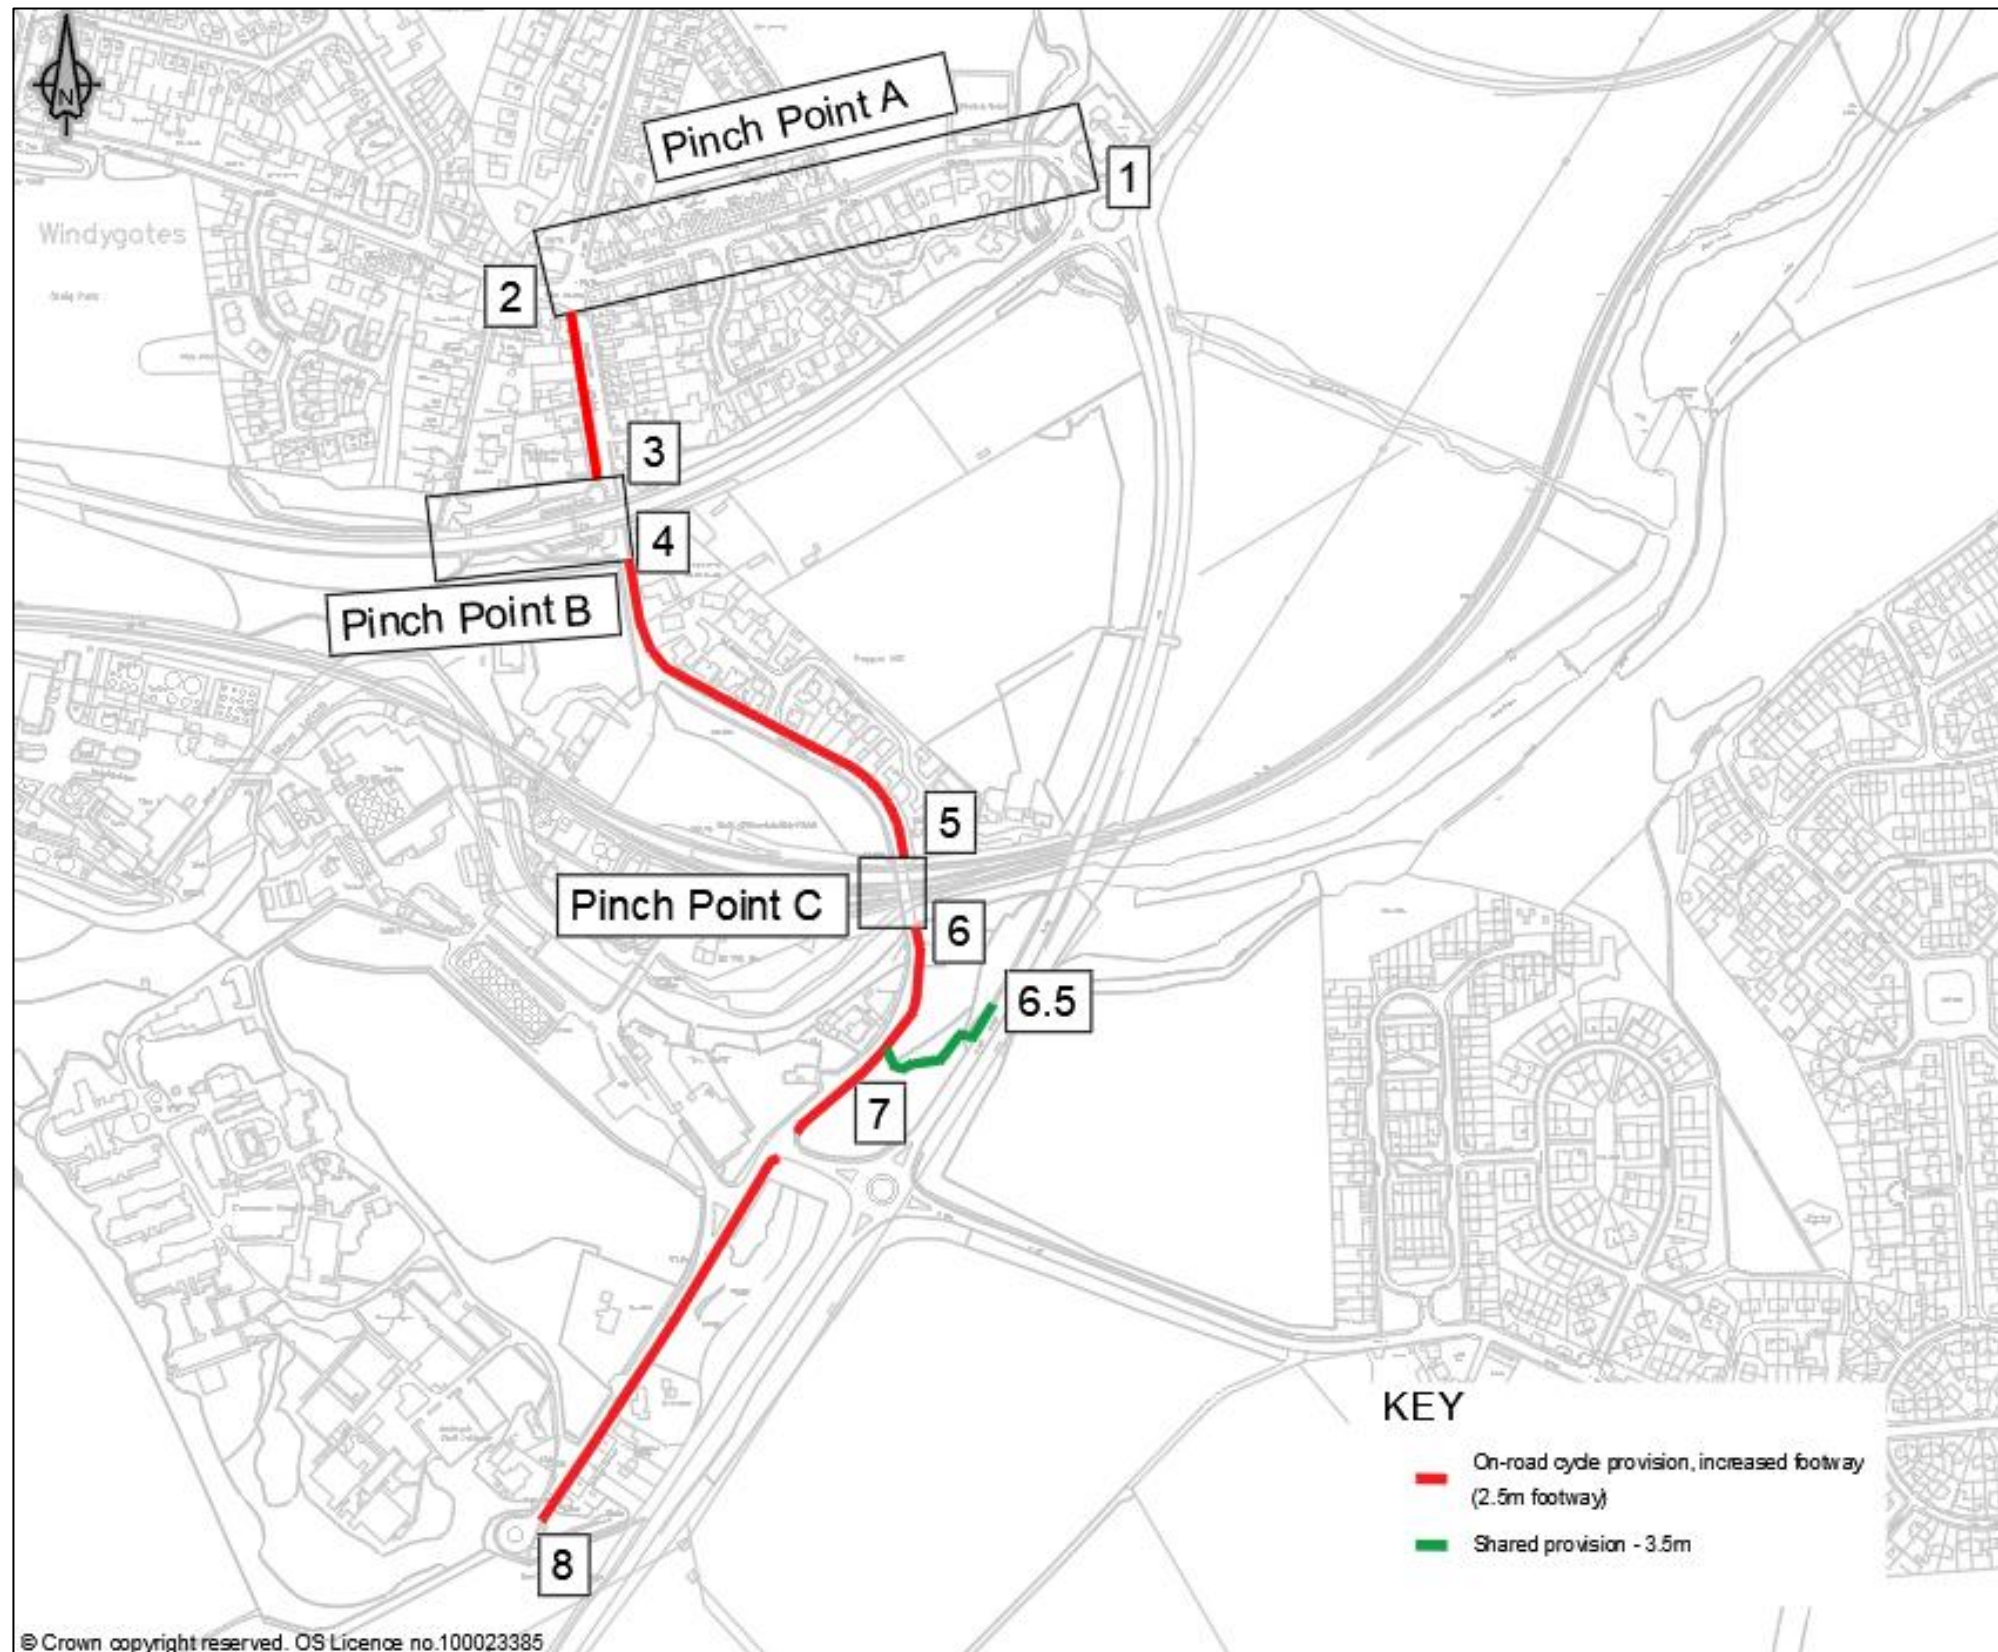 N
Pinch Point A
1
Windygates
2
3
4
Pinch Point B
5
Pinch Point C
6
6.5
7
8
KEY
On-road cycle provision, increased footway
(2.5m footway)
Shared provision - 3.5m
© Crown copyright reserved. OS Licence no.100023385